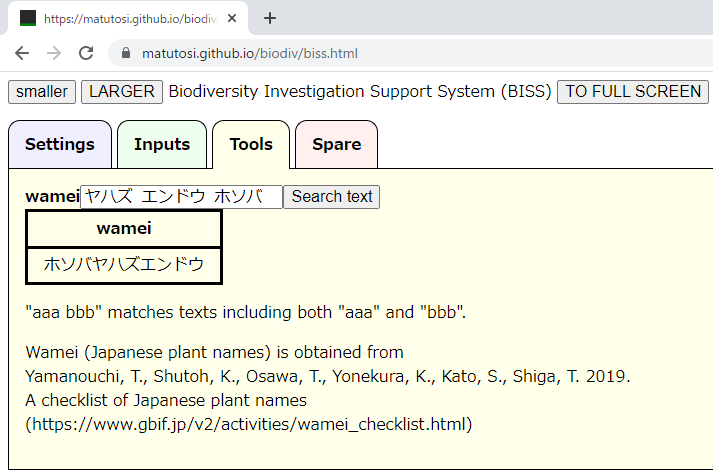 https://matutosi.github.io/biodiv
matutosi.github.io/biodiv/biss.html
smaller LARGER Biodiversity Investigation Support System (BISS) TO FULL SCREEN
Settings Inputs Tools Spare
wamei ヤハズ エンドウ ホソバ Search text
wamei
ホソバヤハズエンドウ
"aaa bbb" matches texts including both "aaa" and "bbb".
Wamei (Japanese plant names) is obtained from
Yamanouchi, T., Shutoh, K., Osawa, T., Yonekura, K., Kato, S., Shiga, T. 2019.
A checklist of Japanese plant names
(https://www.gbif.jp/v2/activities/wamei_checklist.html)